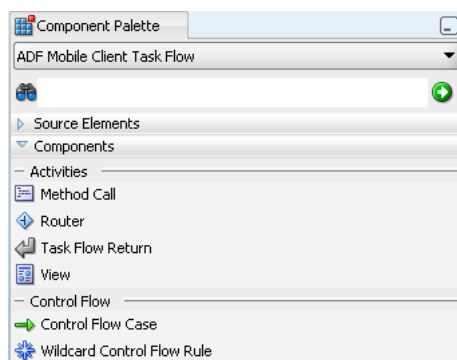 Component Palette
ADF Mobile Client Task Flow
Source Elements
Components
Activities
Method Call
Router
Task Flow Return
View
Control Flow
Control Flow Case
Wildcard Control Flow Rule